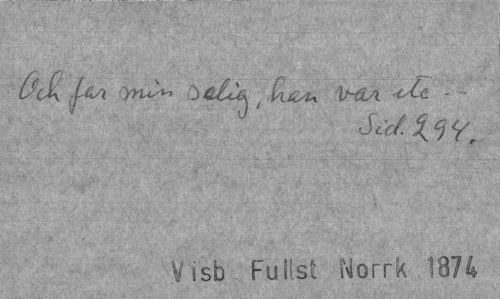 Och far min salig, han var etc --
Sid. 294.
Visb Fullst Norrk 1874